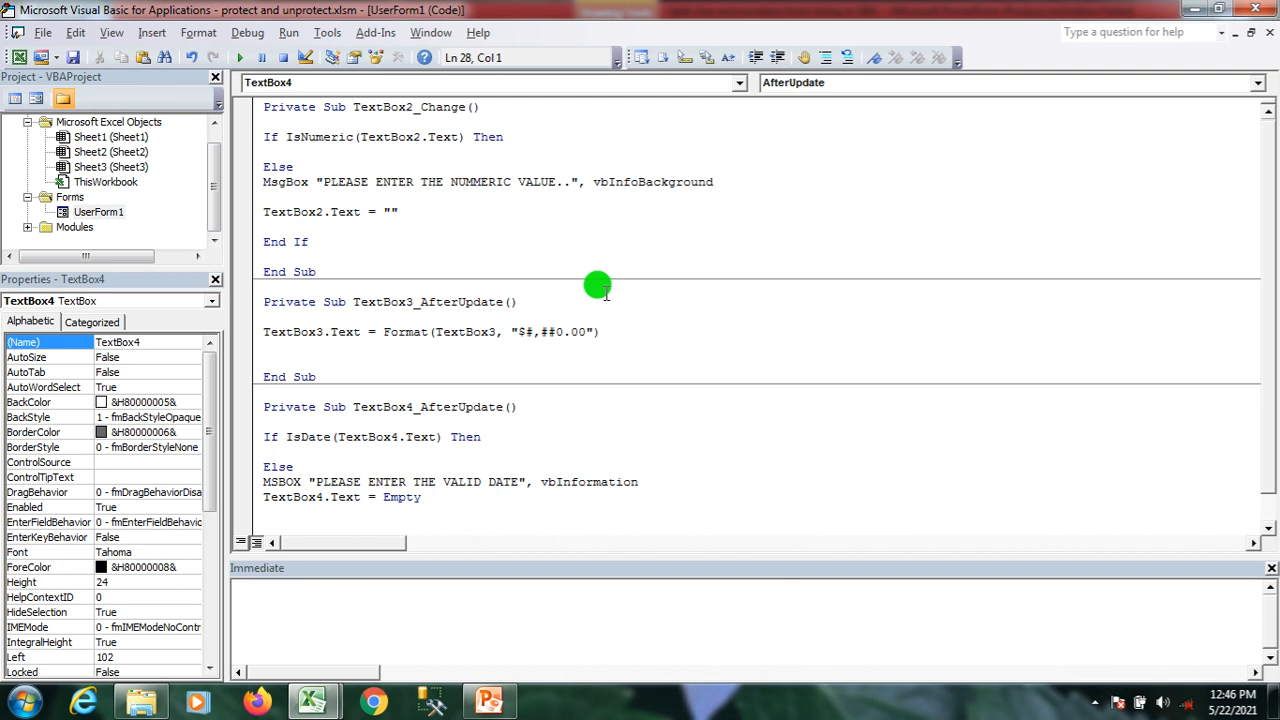 Microsoft Visual Basic for Applications - protect and unprotect.xlsm - [UserForm1 (Code)]
File Edit View Insert Format Debug Run Tools Add-Ins Window Help
Type a question for help
Ln 28, Col 1
Project - VBAProject
TextBox4
AfterUpdate
Microsoft Excel Objects
Sheet1 (Sheet1)
Sheet2 (Sheet2)
Sheet3 (Sheet3)
ThisWorkbook
Forms
UserForm1
Modules
Private Sub TextBox2_Change()
If IsNumeric(TextBox2.Text) Then
Else
MsgBox "PLEASE ENTER THE NUMMERIC VALUE..", vbInfoBackground
TextBox2.Text = ""
End If
End Sub
Private Sub TextBox3_AfterUpdate()
TextBox3.Text = Format(TextBox3, "$#,##0.00")
End Sub
Private Sub TextBox4_AfterUpdate()
If IsDate(TextBox4.Text) Then
Else
MSBOX "PLEASE ENTER THE VALID DATE", vbInformation
TextBox4.Text = Empty
Properties - TextBox4
TextBox4 TextBox
Alphabetic Categorized
(Name) TextBox4
AutoSize False
AutoTab False
AutoWordSelect True
BackColor &H80000005&
BackStyle 1 - fmBackStyleOpaque
BorderColor &H80000006&
BorderStyle 0 - fmBorderStyleNone
ControlSource
ControlTipText
DragBehavior 0 - fmDragBehaviorDisa
Enabled True
EnterFieldBehavior 0 - fmEnterFieldBehavio
EnterKeyBehavior False
Font Tahoma
ForeColor &H80000008&
Height 24
HelpContextID 0
HideSelection True
IMEMode 0 - fmIMEModeNoContr
IntegralHeight True
Left 102
Locked False
Immediate
12:46 PM
5/22/2021